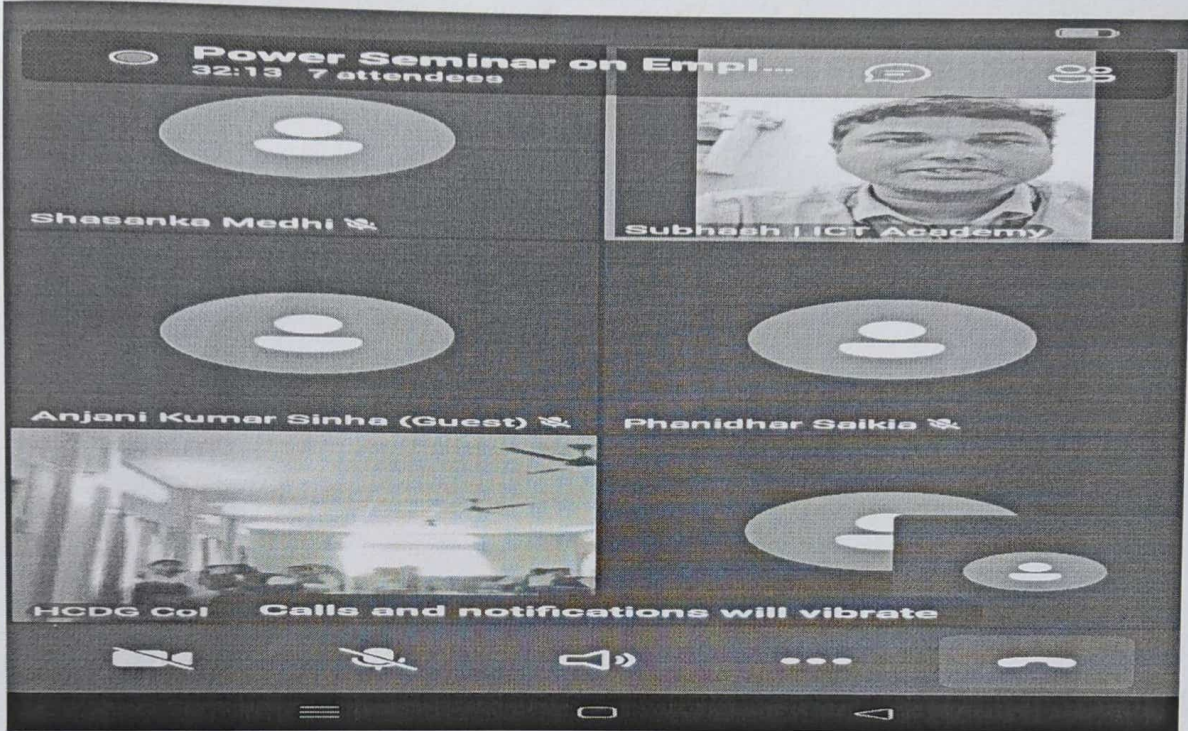 Power Seminar on Empl...
32:13 7 attendees
Shasanka Medhi
Subhash | ICT Academy
Anjani Kumar Sinha (Guest)
Phanidhar Saikia
HCDG Col
Calls and notifications will vibrate